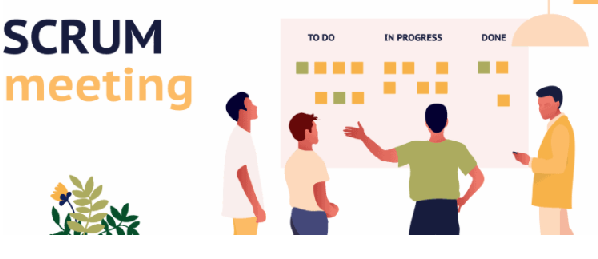 SCRUM
meeting
TO DO
IN PROGRESS
DONE